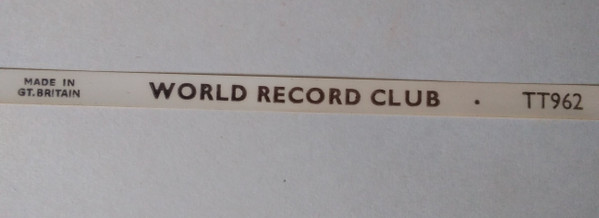 MADE IN
GT. BRITAIN
WORLD RECORD CLUB · TT962